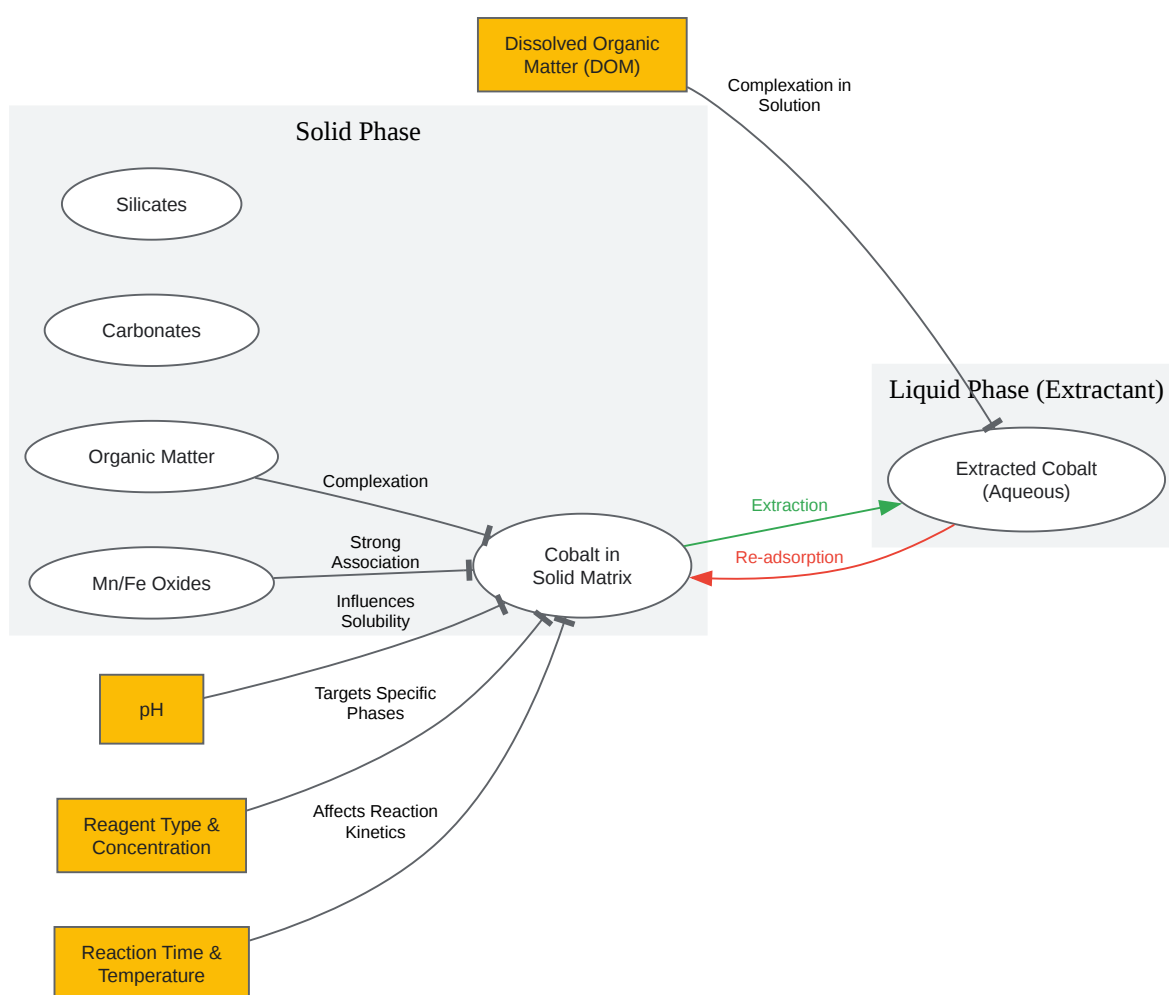 Dissolved Organic
Matter (DOM)
Complexation in
Solution
Solid Phase
Silicates
Carbonates
Liquid Phase (Extractant)
Organic Matter
Complexation
Extracted Cobalt
(Aqueous)
Extraction
Strong
Association
Cobalt in
Solid Matrix
Re-adsorption
Mn/Fe Oxides
Influences
Solubility
pH
Targets Specific
Phases
Reagent Type &
Concentration
Affects Reaction
Kinetics
Reaction Time &
Temperature